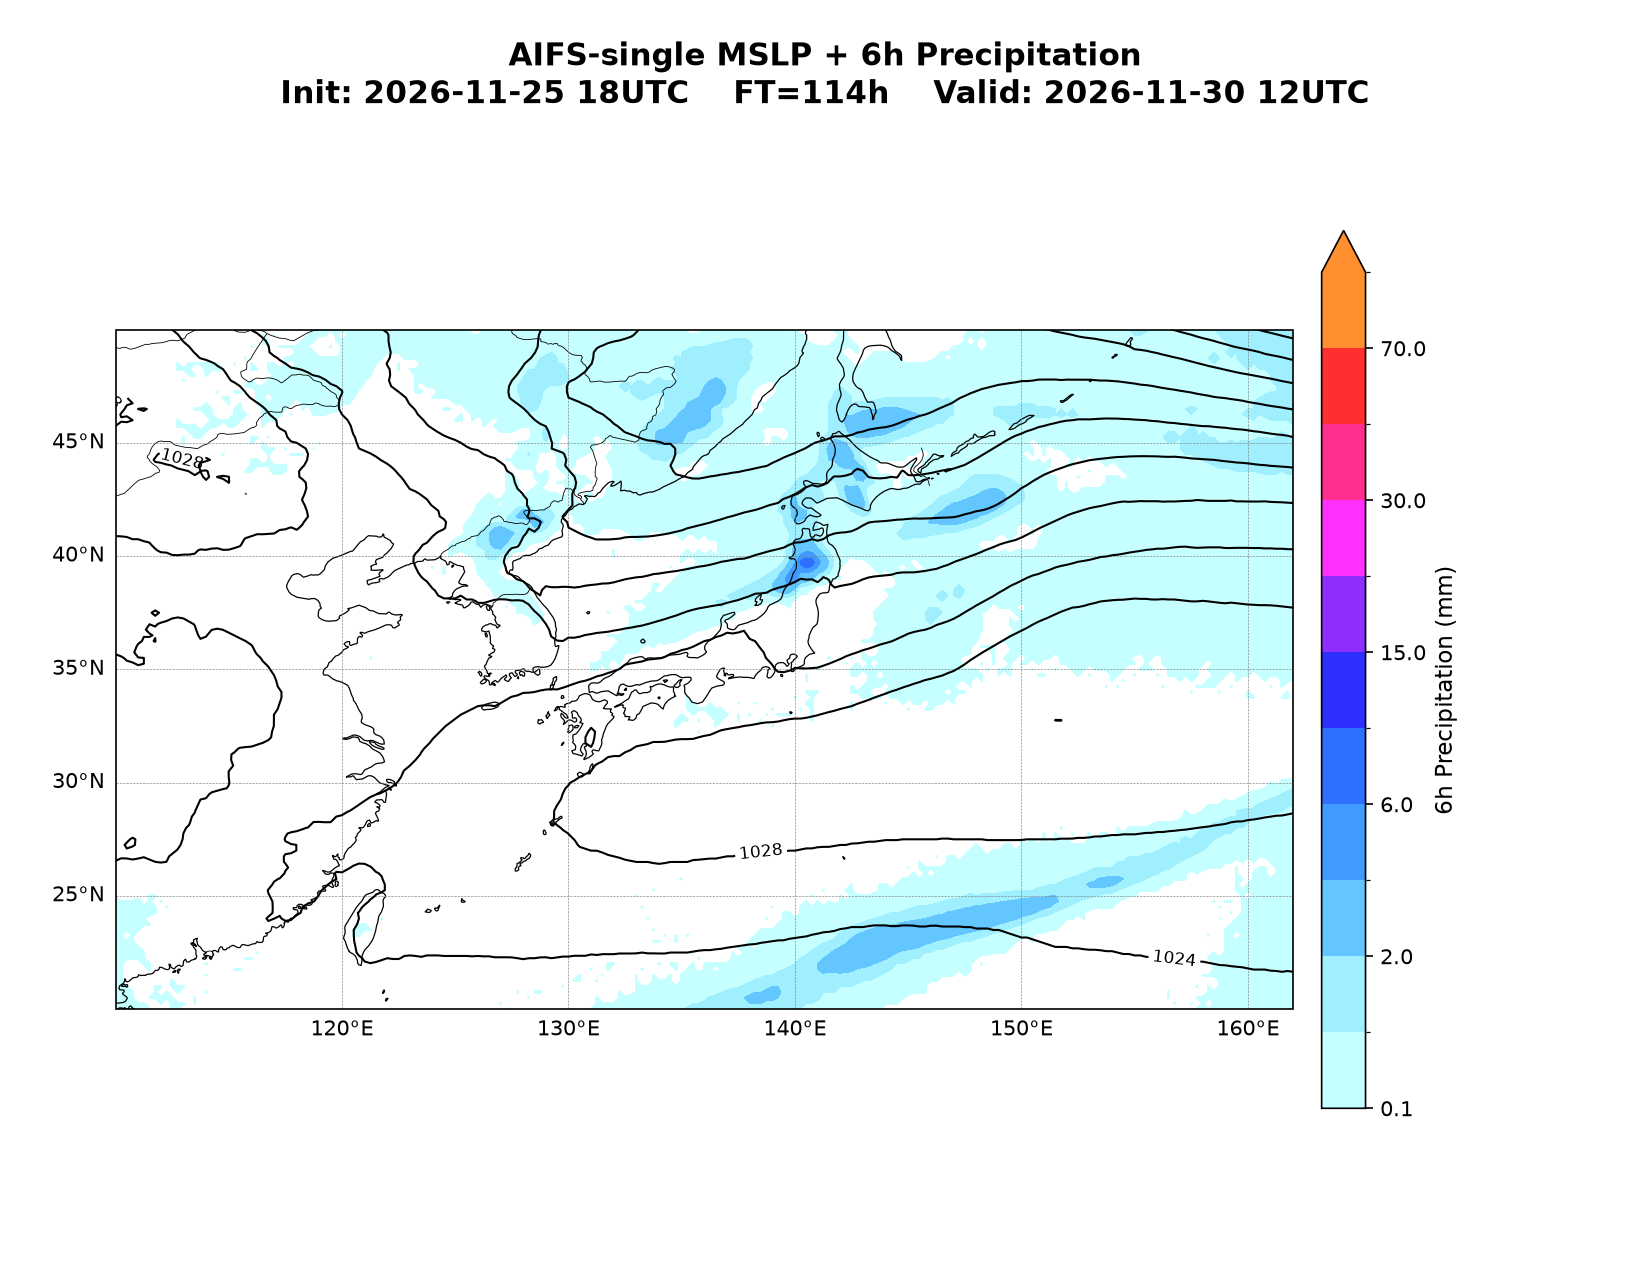 AIFS-single MSLP + 6h Precipitation
Init: 2026-11-25 18UTC    FT=114h    Valid: 2026-11-30 12UTC
70.0
30.0
15.0
6.0
2.0
0.1
6h Precipitation (mm)
45°N
40°N
35°N
30°N
25°N
1028
1028
1024
120°E
130°E
140°E
150°E
160°E